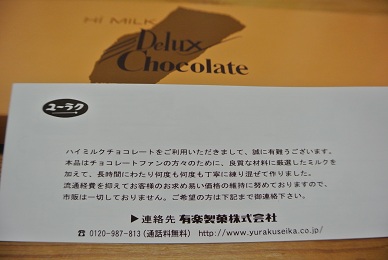 Hi MILK
Delux
Chocolate
ユーラク
ハイミルクチョコレートをご利用いただきまして、誠に有難うございます。
本品はチョコレートファンの方々のために、良質な材料に厳選したミルクを
加えて、長時間にわたり何度も何度も丁寧に練り混ぜて作りました。
流通経費を抑えてお客様のお求め易い価格の維持に努めておりますので、
市販は一切しておりません。ご希望の方は下記まで御連絡下さい。
▶連絡先 有楽製菓株式会社
☎ 0120-987-813(通話料無料) http://www.yurakuseika.co.jp/